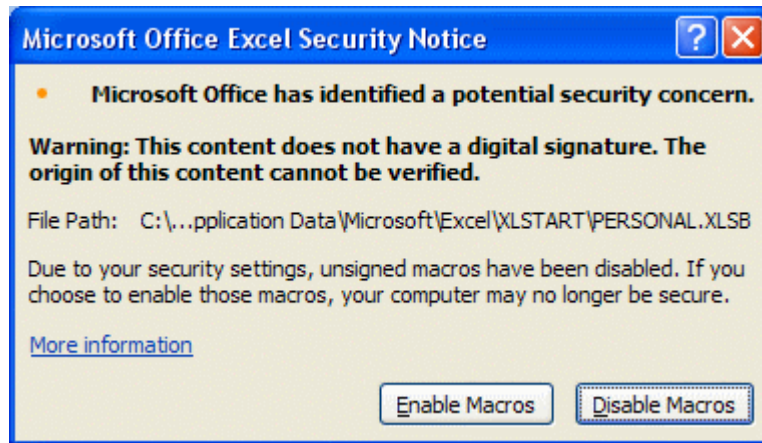 Microsoft Office Excel Security Notice
Microsoft Office has identified a potential security concern.
Warning: This content does not have a digital signature. The
origin of this content cannot be verified.
File Path: C:\...pplication Data\Microsoft\Excel\XLSTART\PERSONAL.XLSB
Due to your security settings, unsigned macros have been disabled. If you
choose to enable those macros, your computer may no longer be secure.
More information
Enable Macros Disable Macros